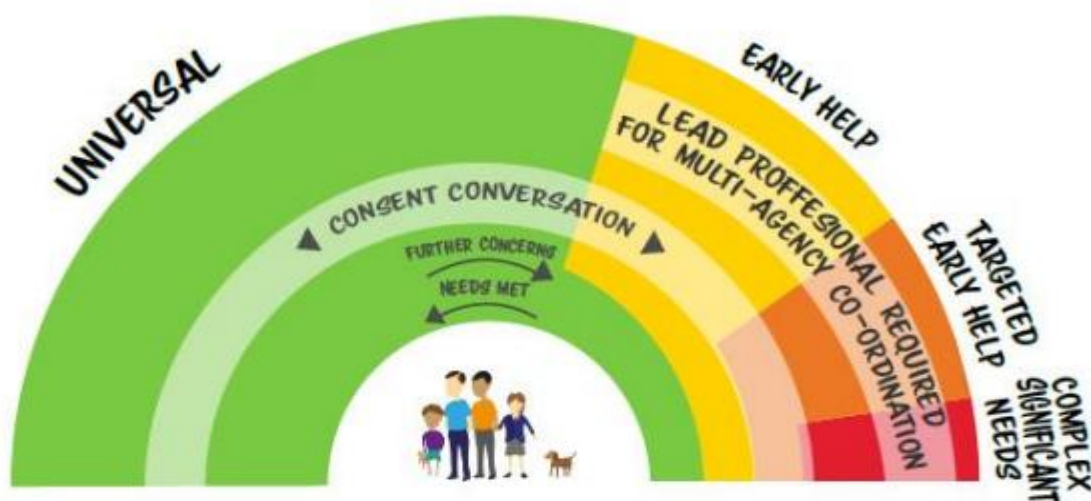 UNIVERSAL
EARLY HELP
LEAD PROFFESIONAL REQUIRED
FOR MULTI-AGENCY CO-ORDINATION
CONSENT CONVERSATION
FURTHER CONCERNS
NEEDS MET
TARGETED
EARLY HELP
COMPLEX
SIGNIFICANT
NEEDS